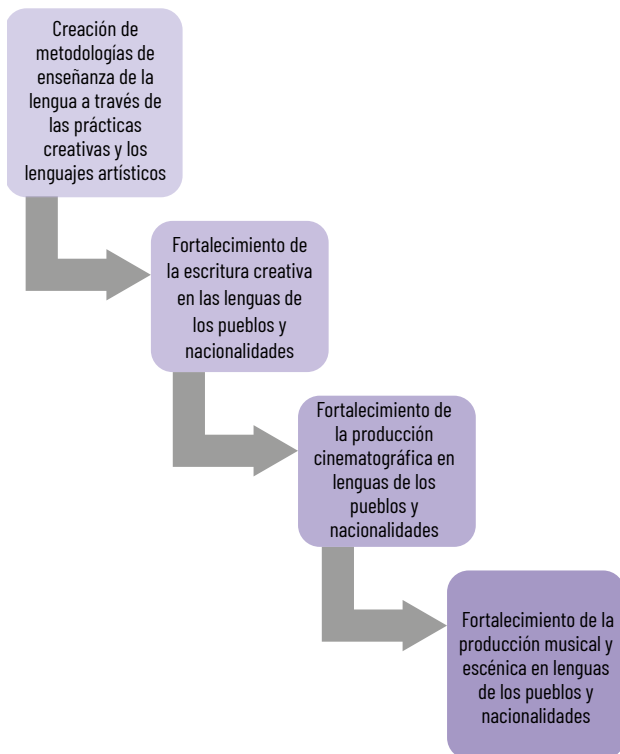 Creación de
metodologías de
enseñanza de la
lengua a través de
las prácticas
creativas y los
lenguajes artísticos
Fortalecimiento de
la escritura creativa
en las lenguas de
los pueblos y
nacionalidades
Fortalecimiento de
la producción
cinematográfica en
lenguas de los
pueblos y
nacionalidades
Fortalecimiento de la
producción musical y
escénica en lenguas
de los pueblos y
nacionalidades